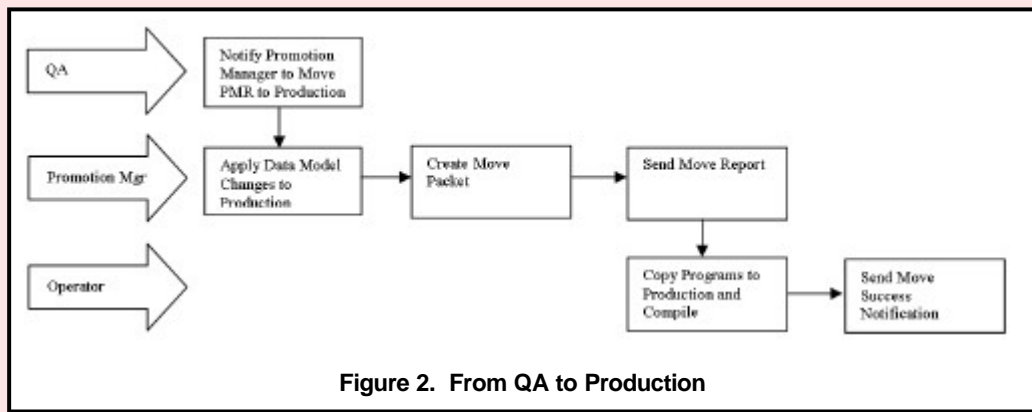 QA
Notify Promotion
Manager to Move
PMR to Production
Promotion Mgr
Apply Data Model
Changes to
Production
Create Move
Packet
Send Move Report
Operator
Copy Programs to
Production and
Compile
Send Move
Success
Notification
Figure 2. From QA to Production